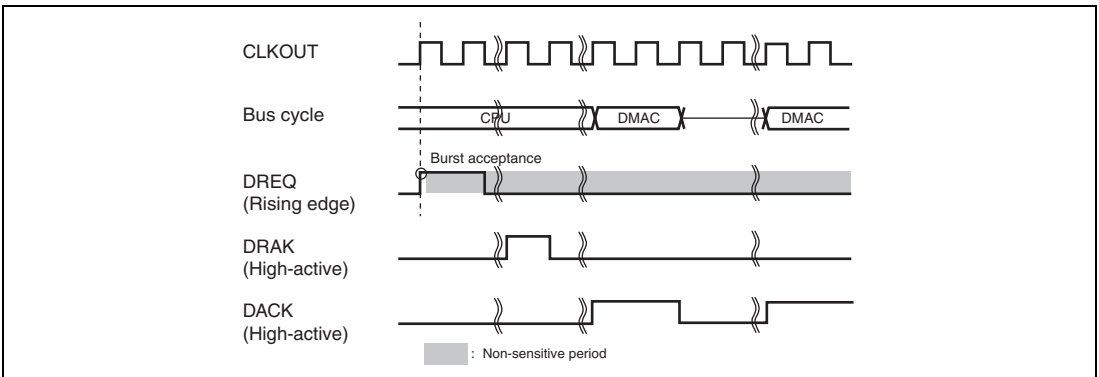 CLKOUT
Bus cycle
CPU
DMAC
DMAC
Burst acceptance
DREQ
(Rising edge)
DRAK
(High-active)
DACK
(High-active)
: Non-sensitive period